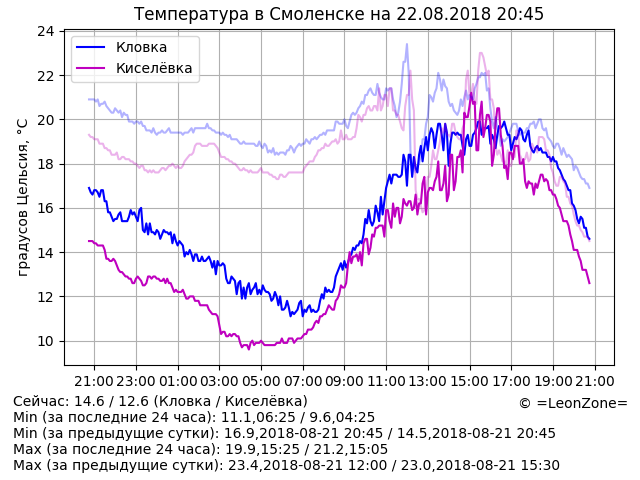 Температура в Смоленске на 22.08.2018 20:45
Кловка
Киселёвка
градусов Цельсия, °C
24
22
20
18
16
14
12
10
21:00 23:00 01:00 03:00 05:00 07:00 09:00 11:00 13:00 15:00 17:00 19:00 21:00
Сейчас: 14.6 / 12.6 (Кловка / Киселёвка)
© =LeonZone=
Min (за последние 24 часа): 11.1,06:25 / 9.6,04:25
Min (за предыдущие сутки): 16.9,2018-08-21 20:45 / 14.5,2018-08-21 20:45
Max (за последние 24 часа): 19.9,15:25 / 21.2,15:05
Max (за предыдущие сутки): 23.4,2018-08-21 12:00 / 23.0,2018-08-21 15:30